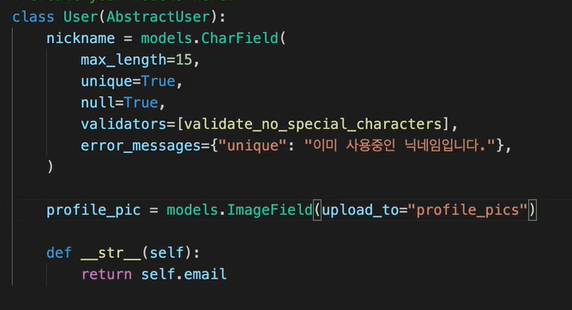 class User(AbstractUser):
    nickname = models.CharField(
        max_length=15,
        unique=True,
        null=True,
        validators=[validate_no_special_characters],
        error_messages={"unique": "이미 사용중인 닉네임입니다."},
    )
    profile_pic = models.ImageField(upload_to="profile_pics")
    def __str__(self):
        return self.email